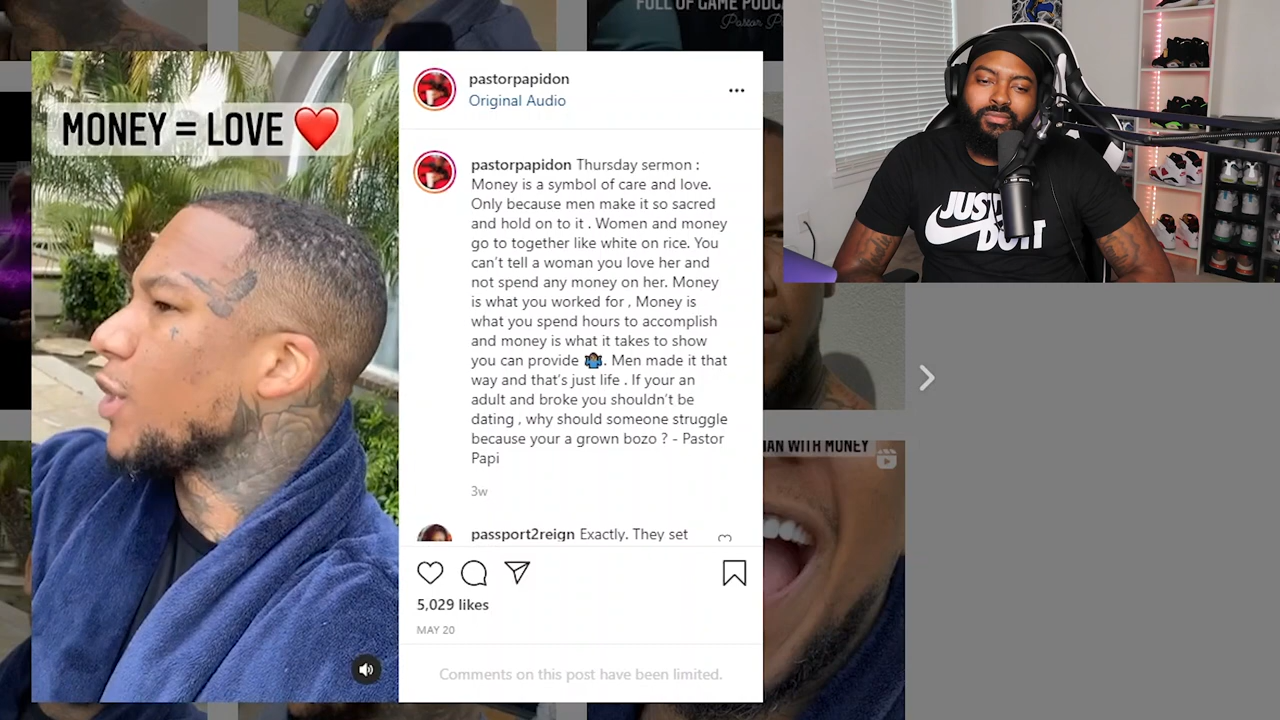 FULL OF GAME PODCA
Pastor P
MONEY = LOVE ❤️
pastorpapidon
Original Audio
pastorpapidon Thursday sermon :
Money is a symbol of care and love.
Only because men make it so sacred
and hold on to it . Women and money
go to together like white on rice. You
can’t tell a woman you love her and
not spend any money on her. Money
is what you worked for , Money is
what you spend hours to accomplish
and money is what it takes to show
you can provide 🤷🏾‍♂️. Men made it that
way and that’s just life . If your an
adult and broke you shouldn’t be
dating , why should someone struggle
because your a grown bozo ? - Pastor
Papi
3w
passport2reign Exactly. They set
5,029 likes
MAY 20
Comments on this post have been limited.
JUST
DO IT
MAN WITH MONEY